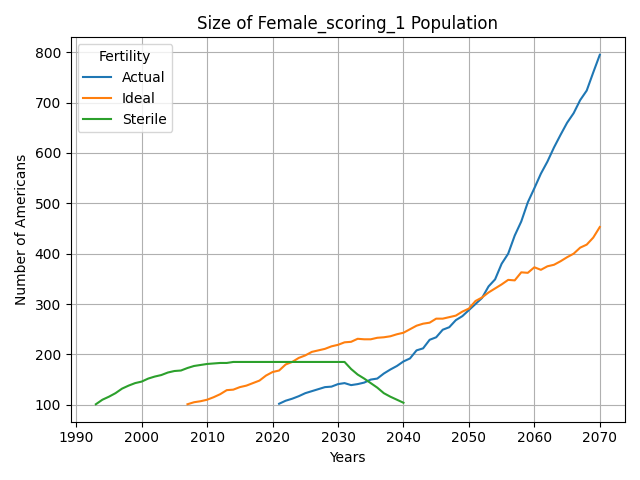 Size of Female_scoring_1 Population
Fertility
Actual
Ideal
Sterile
Number of Americans
800
700
600
500
400
300
200
100
1990
2000
2010
2020
2030
2040
2050
2060
2070
Years